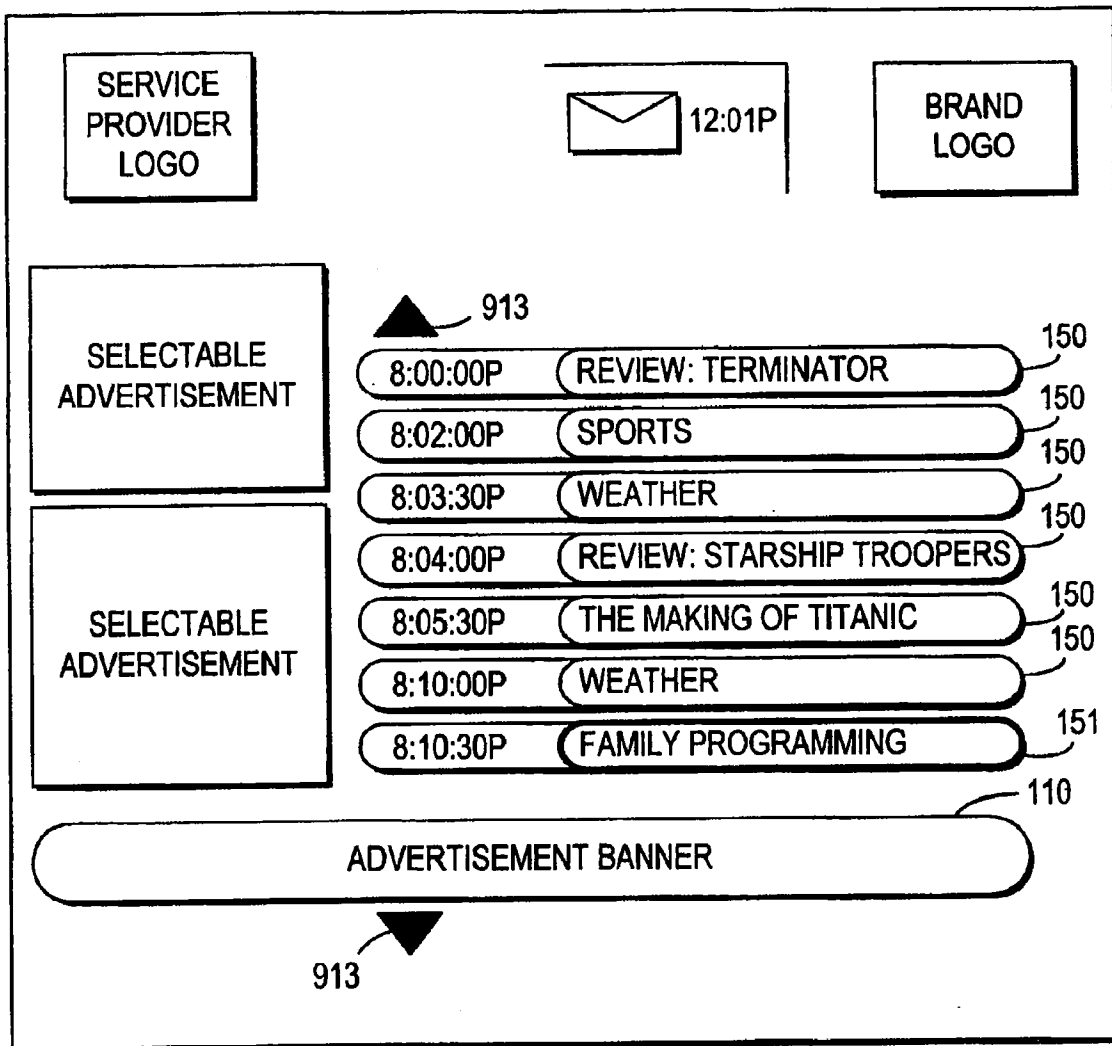 SERVICE
PROVIDER
LOGO
12:01P
BRAND
LOGO
SELECTABLE
ADVERTISEMENT
SELECTABLE
ADVERTISEMENT
913
8:00:00P REVIEW: TERMINATOR 150
8:02:00P SPORTS 150
8:03:30P WEATHER 150
8:04:00P REVIEW: STARSHIP TROOPERS 150
8:05:30P THE MAKING OF TITANIC 150
8:10:00P WEATHER 150
8:10:30P FAMILY PROGRAMMING 151
110
ADVERTISEMENT BANNER
913